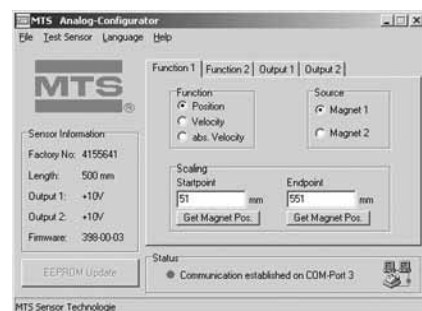 MTS Analog-Configurator
File Test Sensor Language Help
Function 1 Function 2 Output 1 Output 2
MTS
®
Function
Position
Velocity
abs. Velocity
Source
Magnet 1
Magnet 2
Sensor Information
Factory No: 4155641
Length: 500 mm
Output 1: +10V
Output 2: +10V
Firmware: 398-00-03
Scaling
Startpoint
51 mm
Get Magnet Pos.
Endpoint
551 mm
Get Magnet Pos.
EEPROM Update
Status
Communication established on COM-Port 3
MTS Sensor Technologie